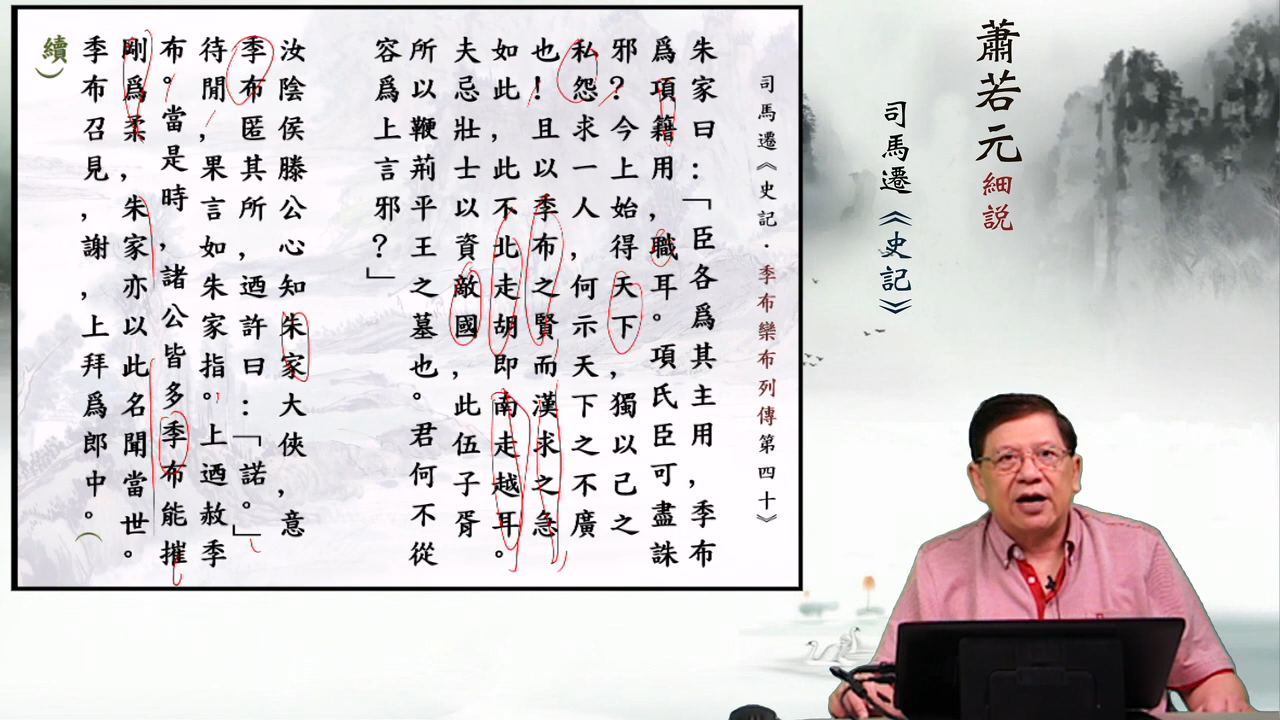 蕭若元細說
司馬遷《史記》
司馬遷《史記．季布欒布列傳第四十》
朱家曰：「臣各爲其主用，季布
爲項籍用，職耳。項氏臣可盡誅
邪？今上始得天下，獨以己之
私怨求一人，何示天下之不廣
也！且以季布之賢而漢求之急
如此，此不北走胡即南走越耳。
夫忌壯士以資敵國，此伍子胥
所以鞭荊平王之墓也。君何不從
容爲上言邪？」
汝陰侯滕公心知朱家大俠，意
季布匿其所，迺許曰：「諾。」
待閒，果言如朱家指。上迺赦季
布。當是時，諸公皆多季布能摧
剛爲柔，朱家亦以此名聞當世。
季布召見，謝，上拜爲郎中。（
續）